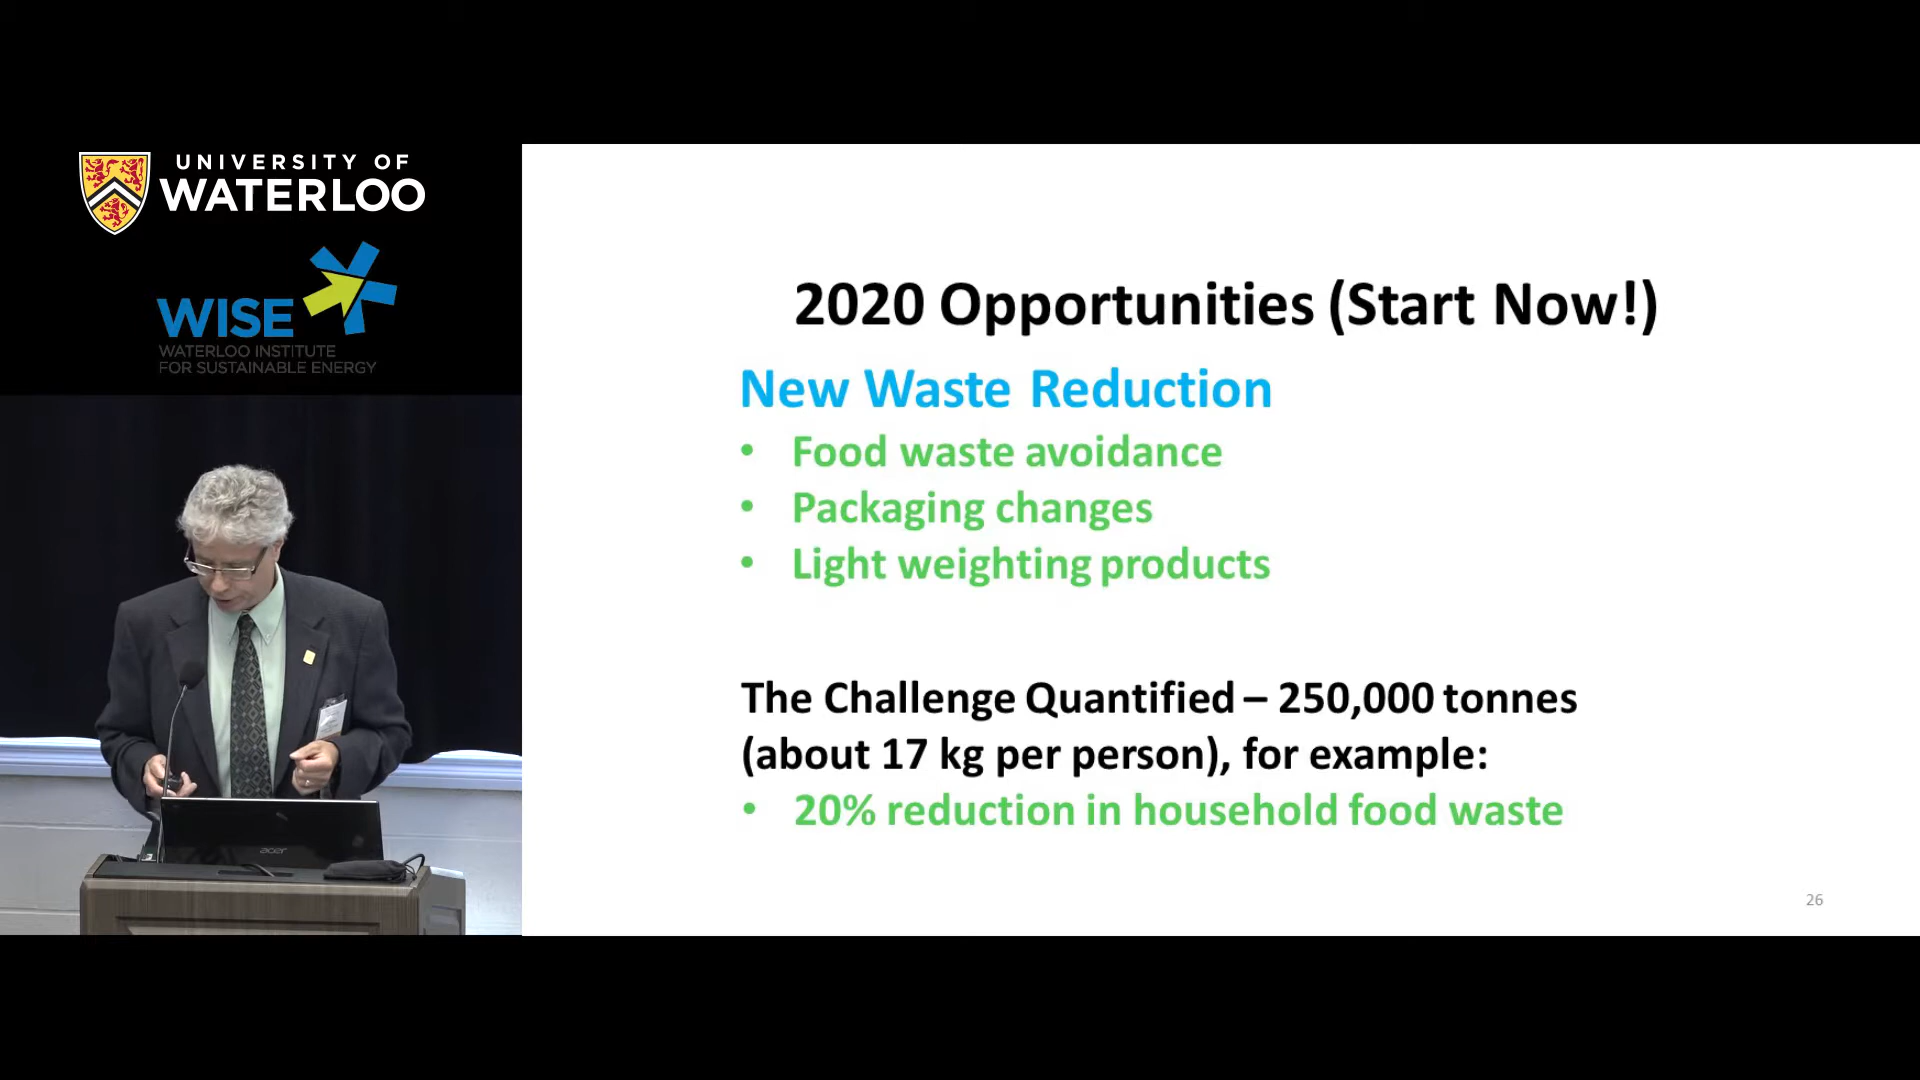 UNIVERSITY OF
WATERLOO
WISE
WATERLOO INSTITUTE
FOR SUSTAINABLE ENERGY
2020 Opportunities (Start Now!)
New Waste Reduction
• Food waste avoidance
• Packaging changes
• Light weighting products
The Challenge Quantified – 250,000 tonnes
(about 17 kg per person), for example:
• 20% reduction in household food waste
26
acer